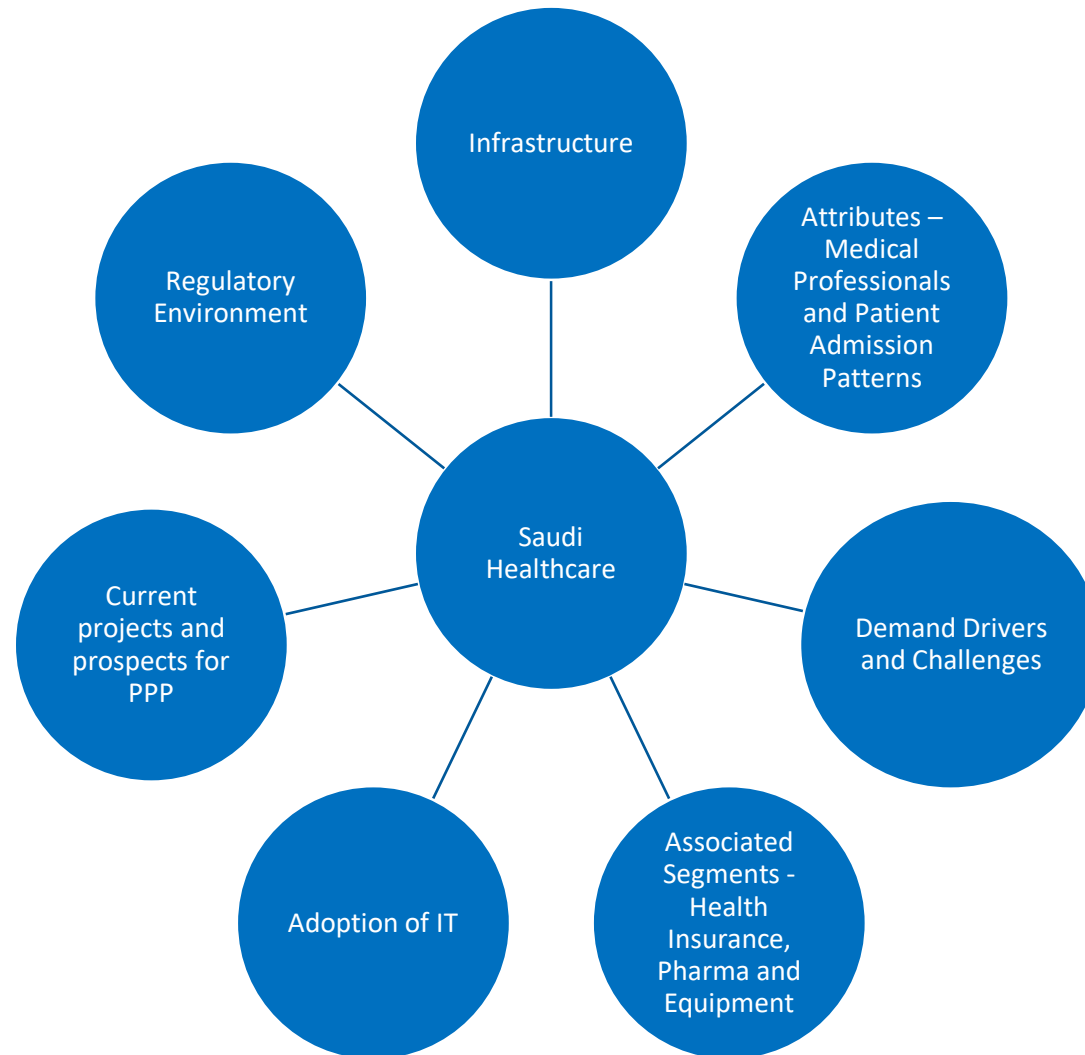 Infrastructure
Attributes –
Medical
Professionals
and Patient
Admission
Patterns
Regulatory
Environment
Saudi
Healthcare
Current
projects and
prospects for
PPP
Demand Drivers
and Challenges
Adoption of IT
Associated
Segments -
Health
Insurance,
Pharma and
Equipment